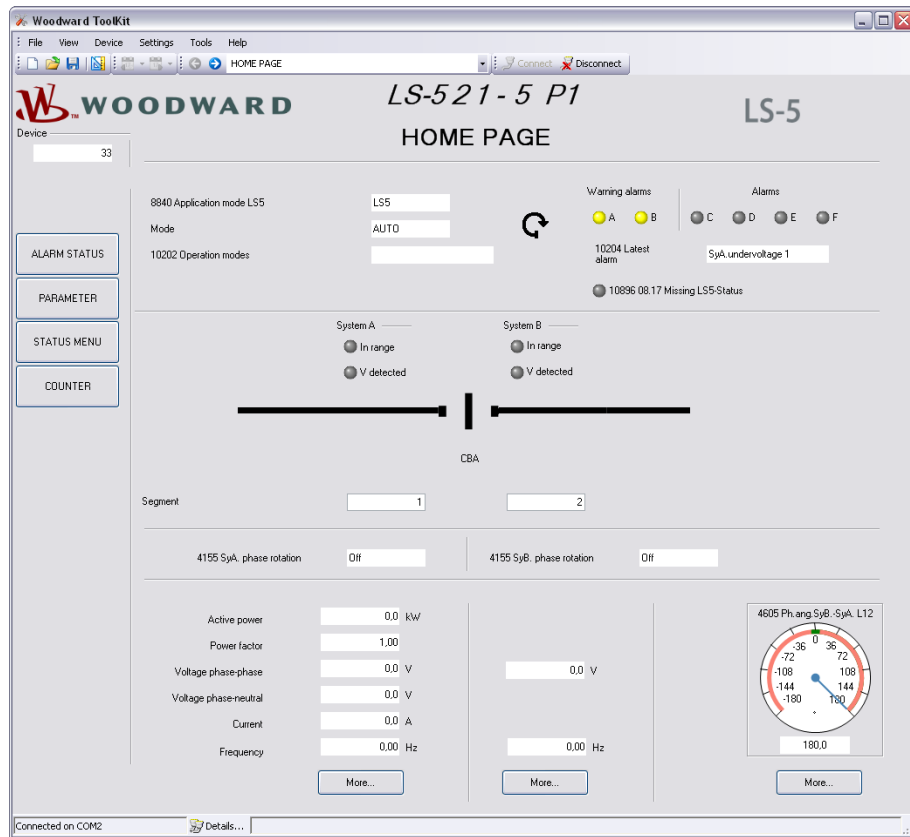 Woodward ToolKit
File View Device Settings Tools Help
HOME PAGE Connect Disconnect
WOODWARD
LS-521-5 P1
LS-5
HOME PAGE
Device
33
ALARM STATUS
PARAMETER
STATUS MENU
COUNTER
8840 Application mode LS5 LS5
Mode AUTO
10202 Operation modes
Warning alarms Alarms
A B C D E F
10204 Latest
alarm
SyA.undervoltage 1
10896 08.17 Missing LS5-Status
System A System B
In range In range
V detected V detected
CBA
Segment 1 2
4155 SyA. phase rotation Off 4155 SyB. phase rotation Off
Active power 0,0 kW
Power factor 1,00
Voltage phase-phase 0,0 V 0,0 V
Voltage phase-neutral 0,0 V
Current 0,0 A
Frequency 0,00 Hz 0,00 Hz
More... More... More...
4605 Ph.ang.SyB.-SyA. L12
0
-36 36
-72 72
-108 108
-144 144
-180 180
°
180,0
Connected on COM2 Details...